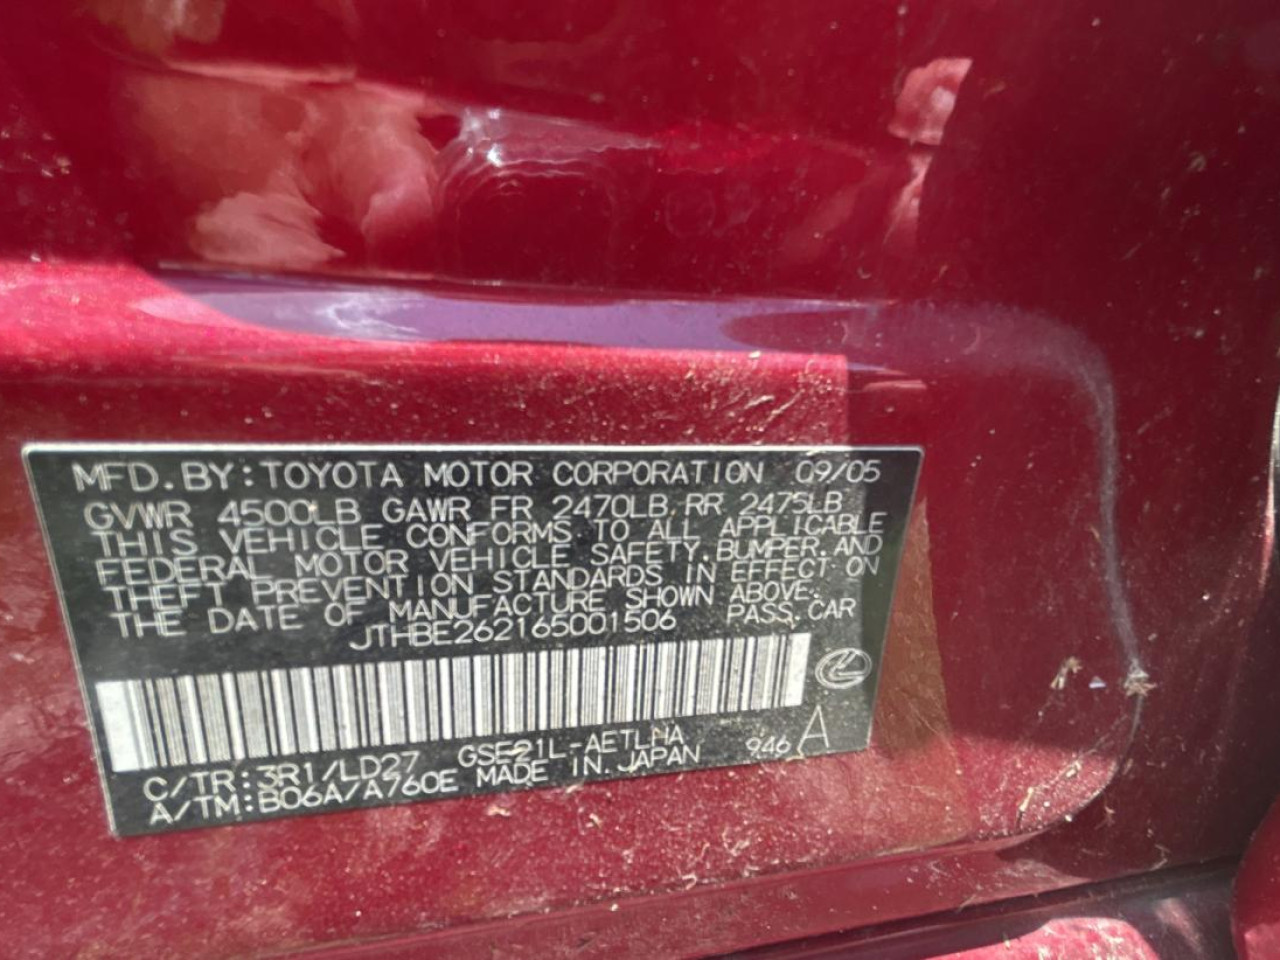 MFD. BY: TOYOTA MOTOR CORPORATION 09/05
GVWR 4500LB GAWR FR 2470LB RR 2475LB
THIS VEHICLE CONFORMS TO ALL APPLICABLE
FEDERAL MOTOR VEHICLE SAFETY, BUMPER, AND
THEFT PREVENTION STANDARDS IN EFFECT ON
THE DATE OF MANUFACTURE SHOWN ABOVE.
JTHBE262165001506 PASS. CAR
C/TR: 3R1/LD27 GSE21L-AETLHA 946 A
A/TM: B06A/A760E MADE IN JAPAN